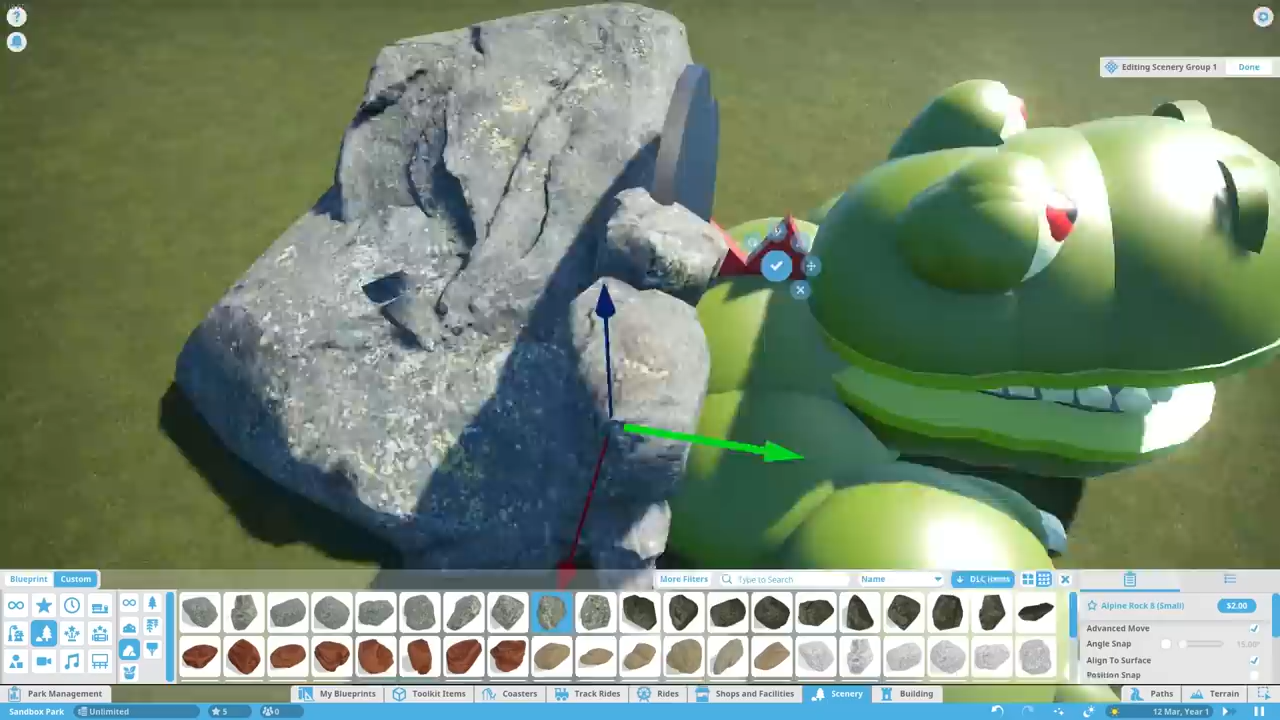 Editing Scenery Group 1 Done
Blueprint Custom More Filters Type to Search Name DLC items
Alpine Rock 8 (Small) $2.00
Advanced Move
Angle Snap 15.00°
Align To Surface
Position Snap
Park Management My Blueprints Toolkit Items Coasters Track Rides Rides Shops and Facilities Scenery Building Paths Terrain
Sandbox Park Unlimited 5 0 12 Mar, Year 1